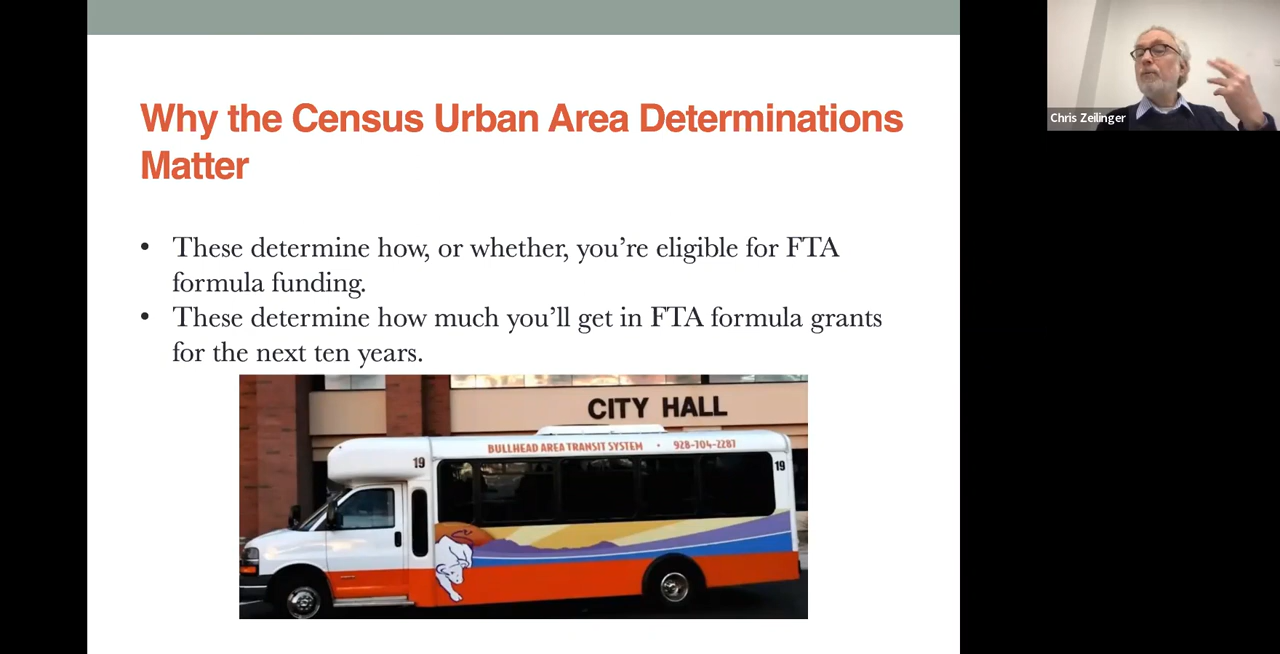 Why the Census Urban Area Determinations
Matter
• These determine how, or whether, you’re eligible for FTA
formula funding.
• These determine how much you’ll get in FTA formula grants
for the next ten years.
CITY HALL
BULLHEAD AREA TRANSIT SYSTEM • 928-704-2287
19
19
Chris Zeilinger